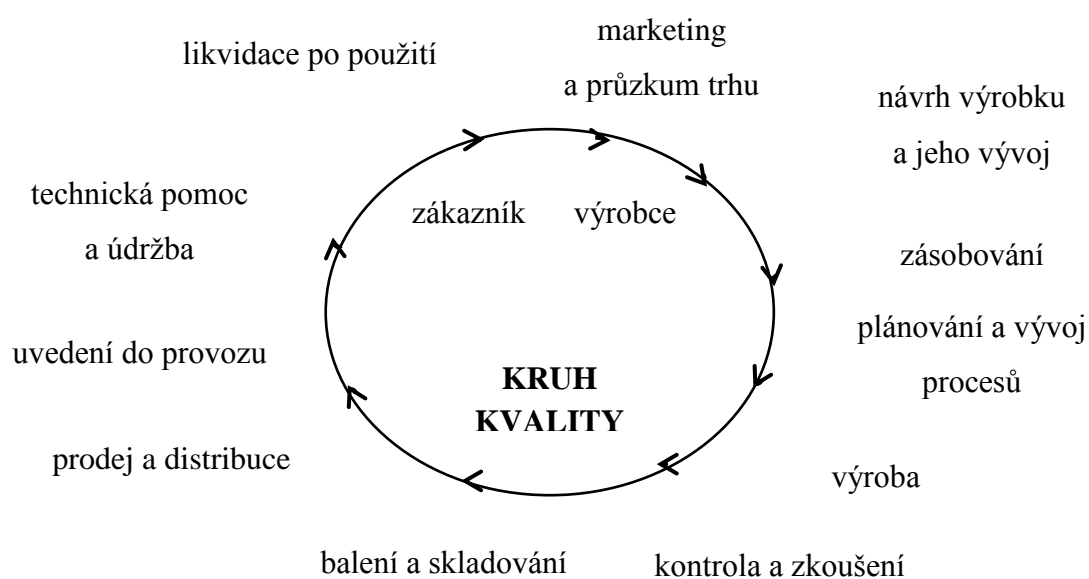 marketing
a průzkum trhu
návrh výrobku
a jeho vývoj
zásobování
plánování a vývoj
procesů
výroba
kontrola a zkoušení
balení a skladování
prodej a distribuce
uvedení do provozu
technická pomoc
a údržba
likvidace po použití
zákazník
výrobce
KRUH
KVALITY